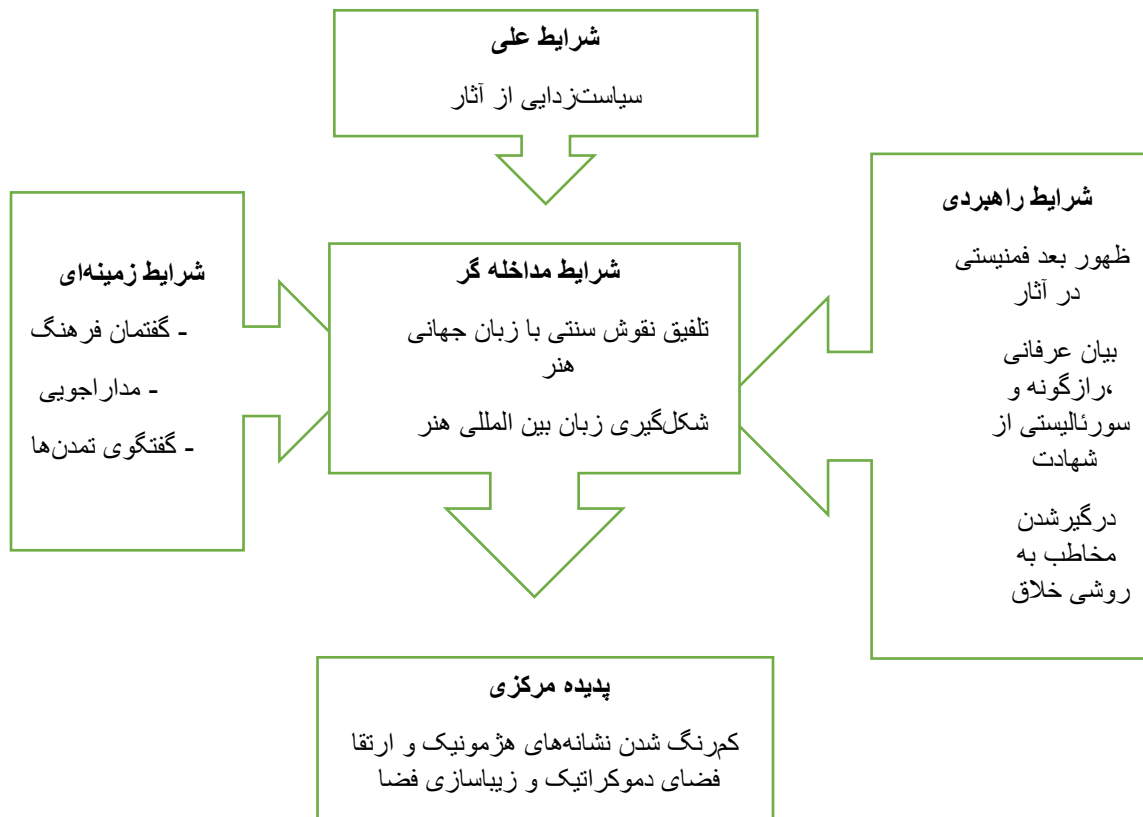 شرایط علی
سیاست‌زدایی از آثار
شرایط راهبردی
ظهور بعد فمنیستی
در آثار
بیان عرفانی
،رازگونه و
سورئالیستی از
شهادت
درگیرشدن
مخاطب به
روشی خلاق
شرایط مداخله گر
تلفیق نقوش سنتی با زبان جهانی
هنر
شکل‌گیری زبان بین المللی هنر
شرایط زمینه‌ای
- گفتمان فرهنگ
- مداراجویی
- گفتگوی تمدن‌ها
پدیده مرکزی
کم‌رنگ شدن نشانه‌های هژمونیک و ارتقا
فضای دموکراتیک و زیباسازی فضا